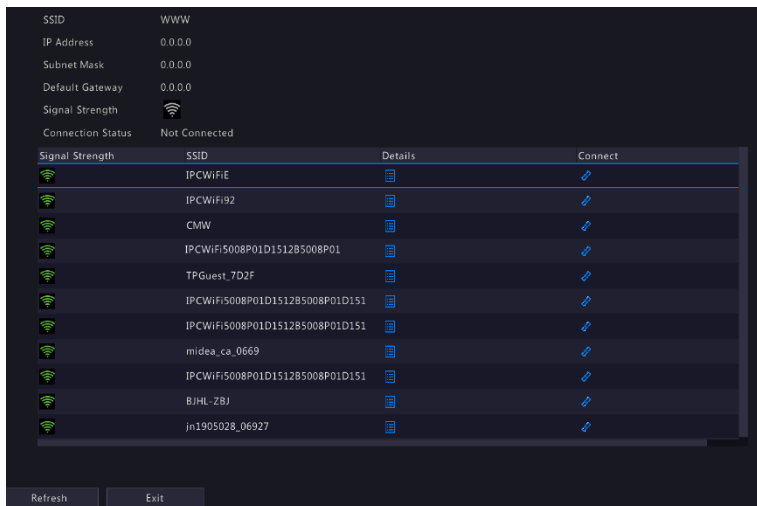 SSID WWW
IP Address 0.0.0.0
Subnet Mask 0.0.0.0
Default Gateway 0.0.0.0
Signal Strength
Connection Status Not Connected
Signal Strength SSID Details Connect
IPCWiFiE
IPCWiFi92
CMW
IPCWiFi5008P01D1512B5008P01
TPGuest_7D2F
IPCWiFi5008P01D1512B5008P01D151
IPCWiFi5008P01D1512B5008P01D151
midea_ca_0669
IPCWiFi5008P01D1512B5008P01D151
BJHL-ZBJ
jn1905028_06927
Refresh Exit